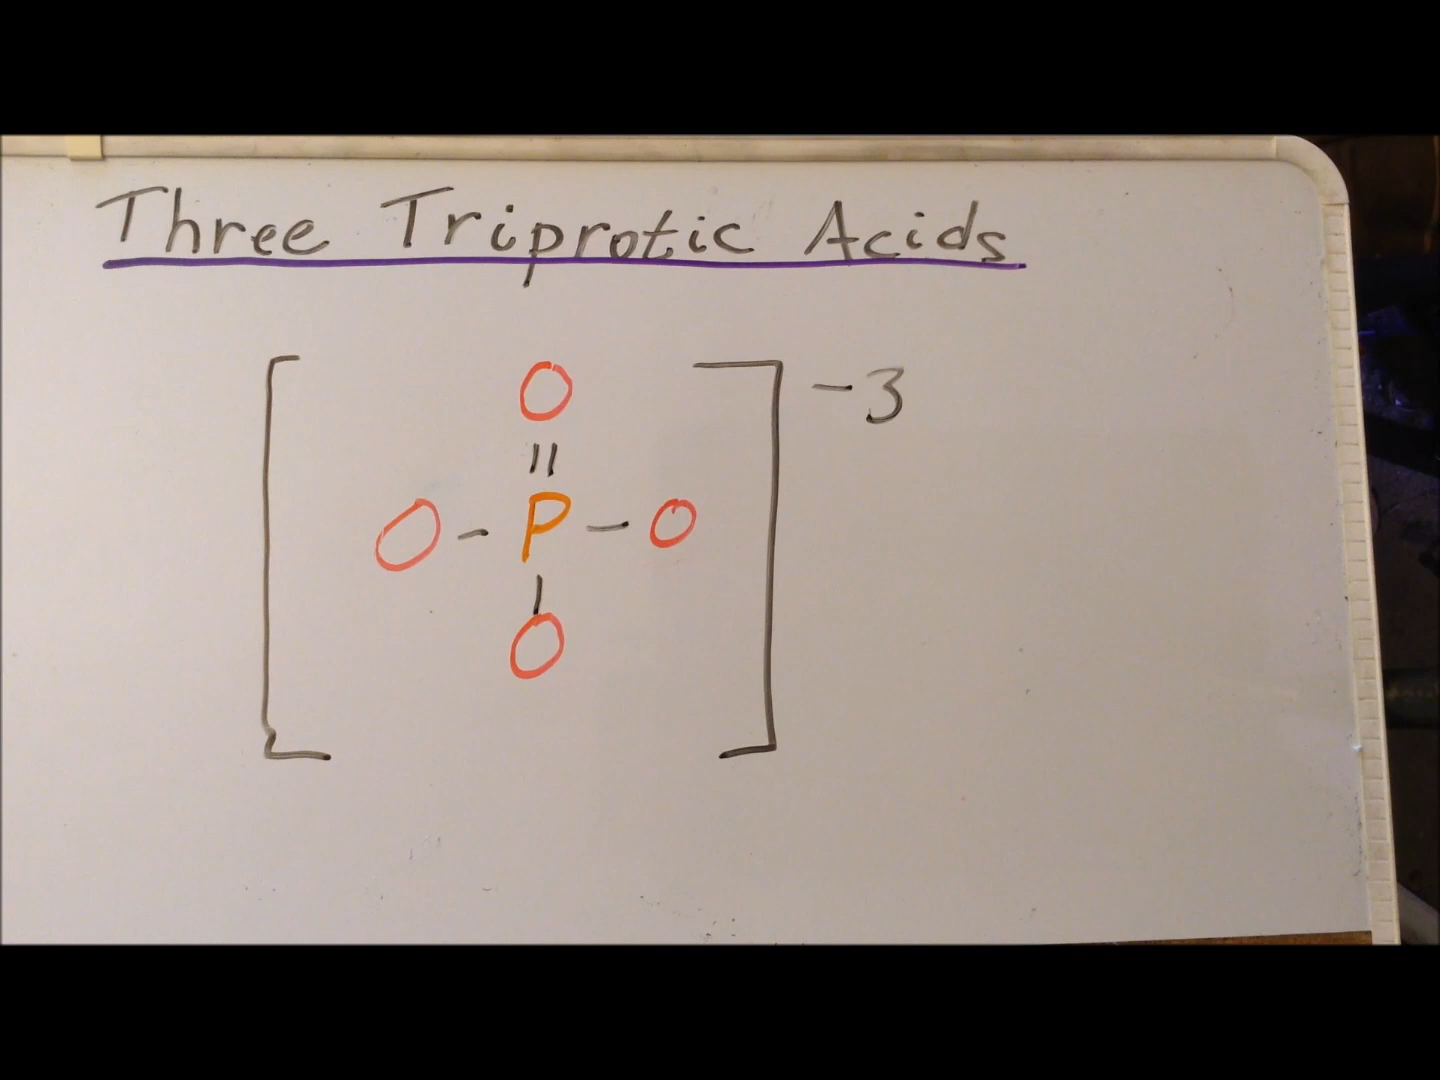 Three Triprotic Acids
O
-3
||
O - P - O
|
O